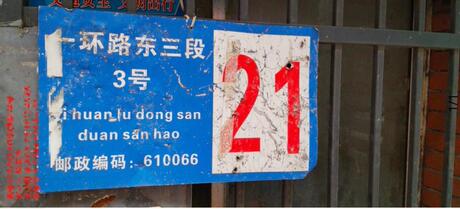 一环路东三段
3号
i huan lu dong san
duan san hao
邮政编码：610066
21